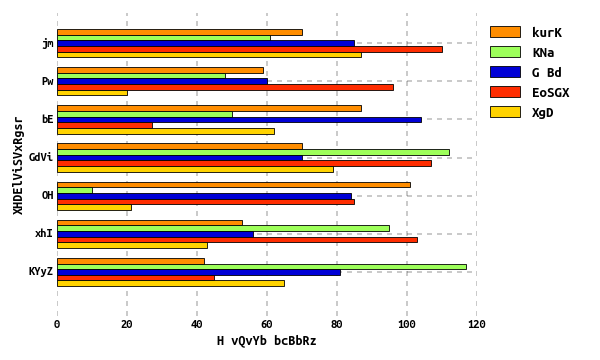 jm
Pw
bE
GdVi
OH
xhI
KYyZ
XHDElViSVxRgsr
0 20 40 60 80 100 120
H vQvYb bcBbRz
kurK
KNa
G Bd
EoSGX
XgD